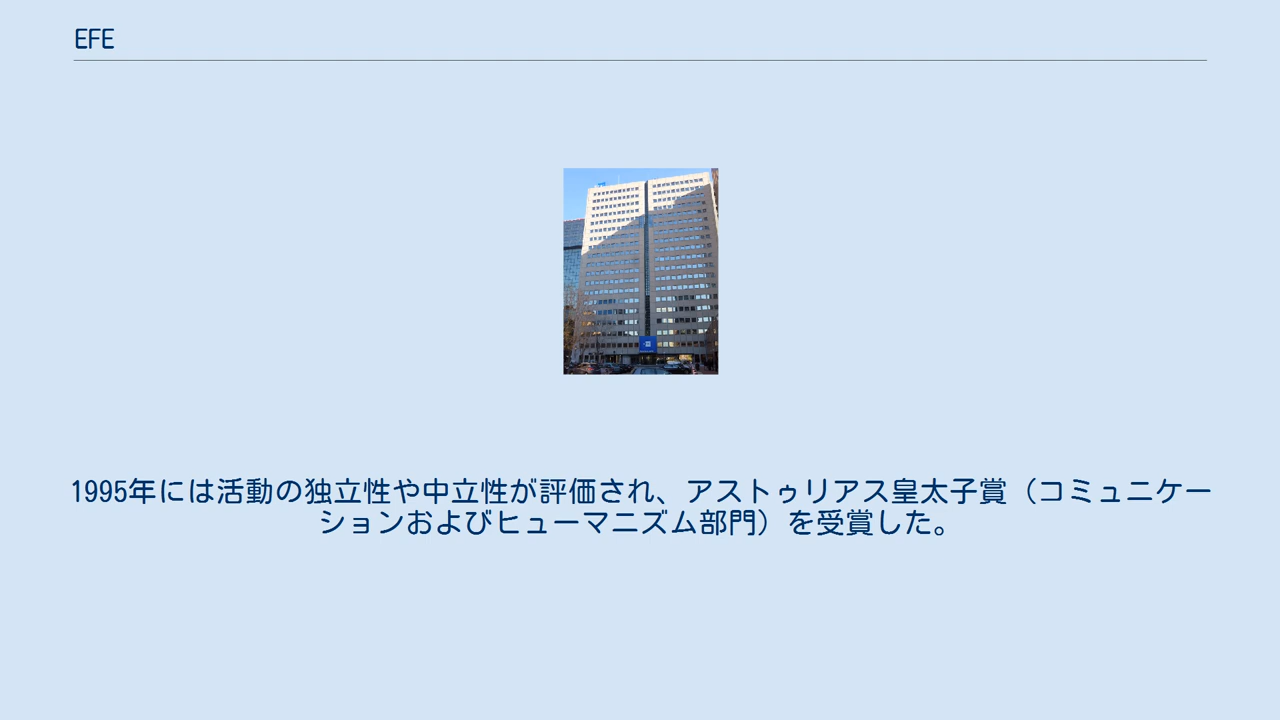 EFE
1995年には活動の独立性や中立性が評価され、アストゥリアス皇太子賞（コミュニケー
ションおよびヒューマニズム部門）を受賞した。